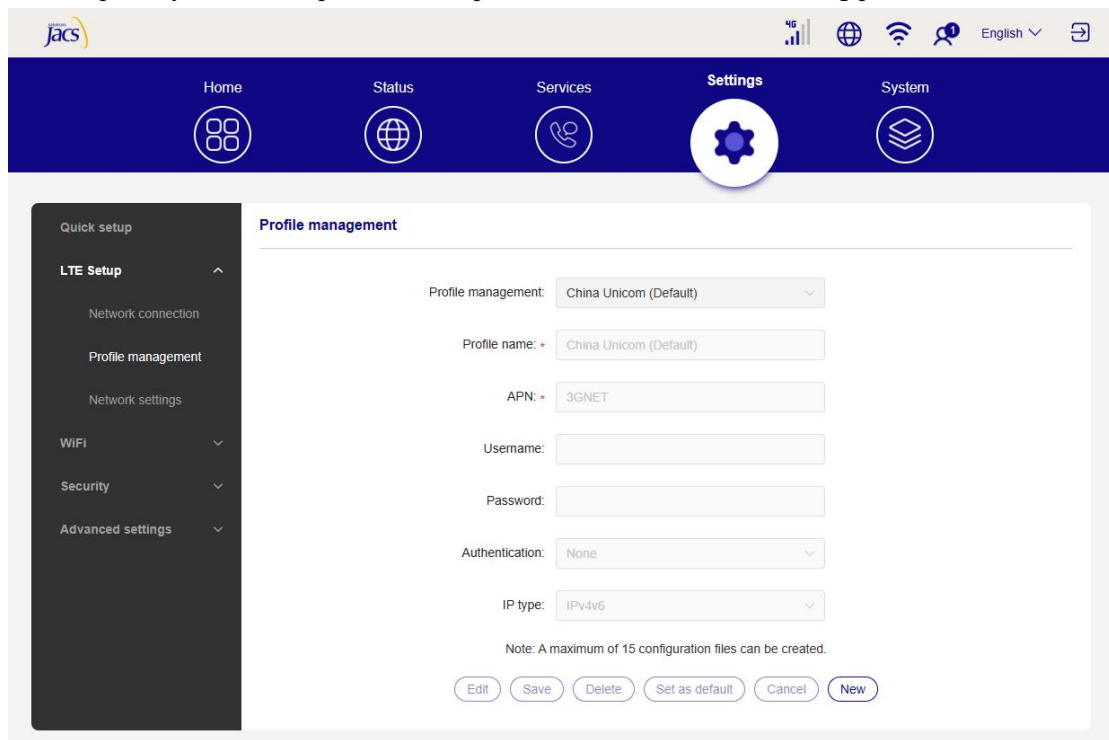 solutions
jacs
4G
1
English
Home
Status
Services
Settings
System
Quick setup
LTE Setup
Network connection
Profile management
Network settings
WiFi
Security
Advanced settings
Profile management
Profile management: China Unicom (Default)
Profile name: * China Unicom (Default)
APN: * 3GNET
Username:
Password:
Authentication: None
IP type: IPv4v6
Note: A maximum of 15 configuration files can be created.
Edit Save Delete Set as default Cancel New